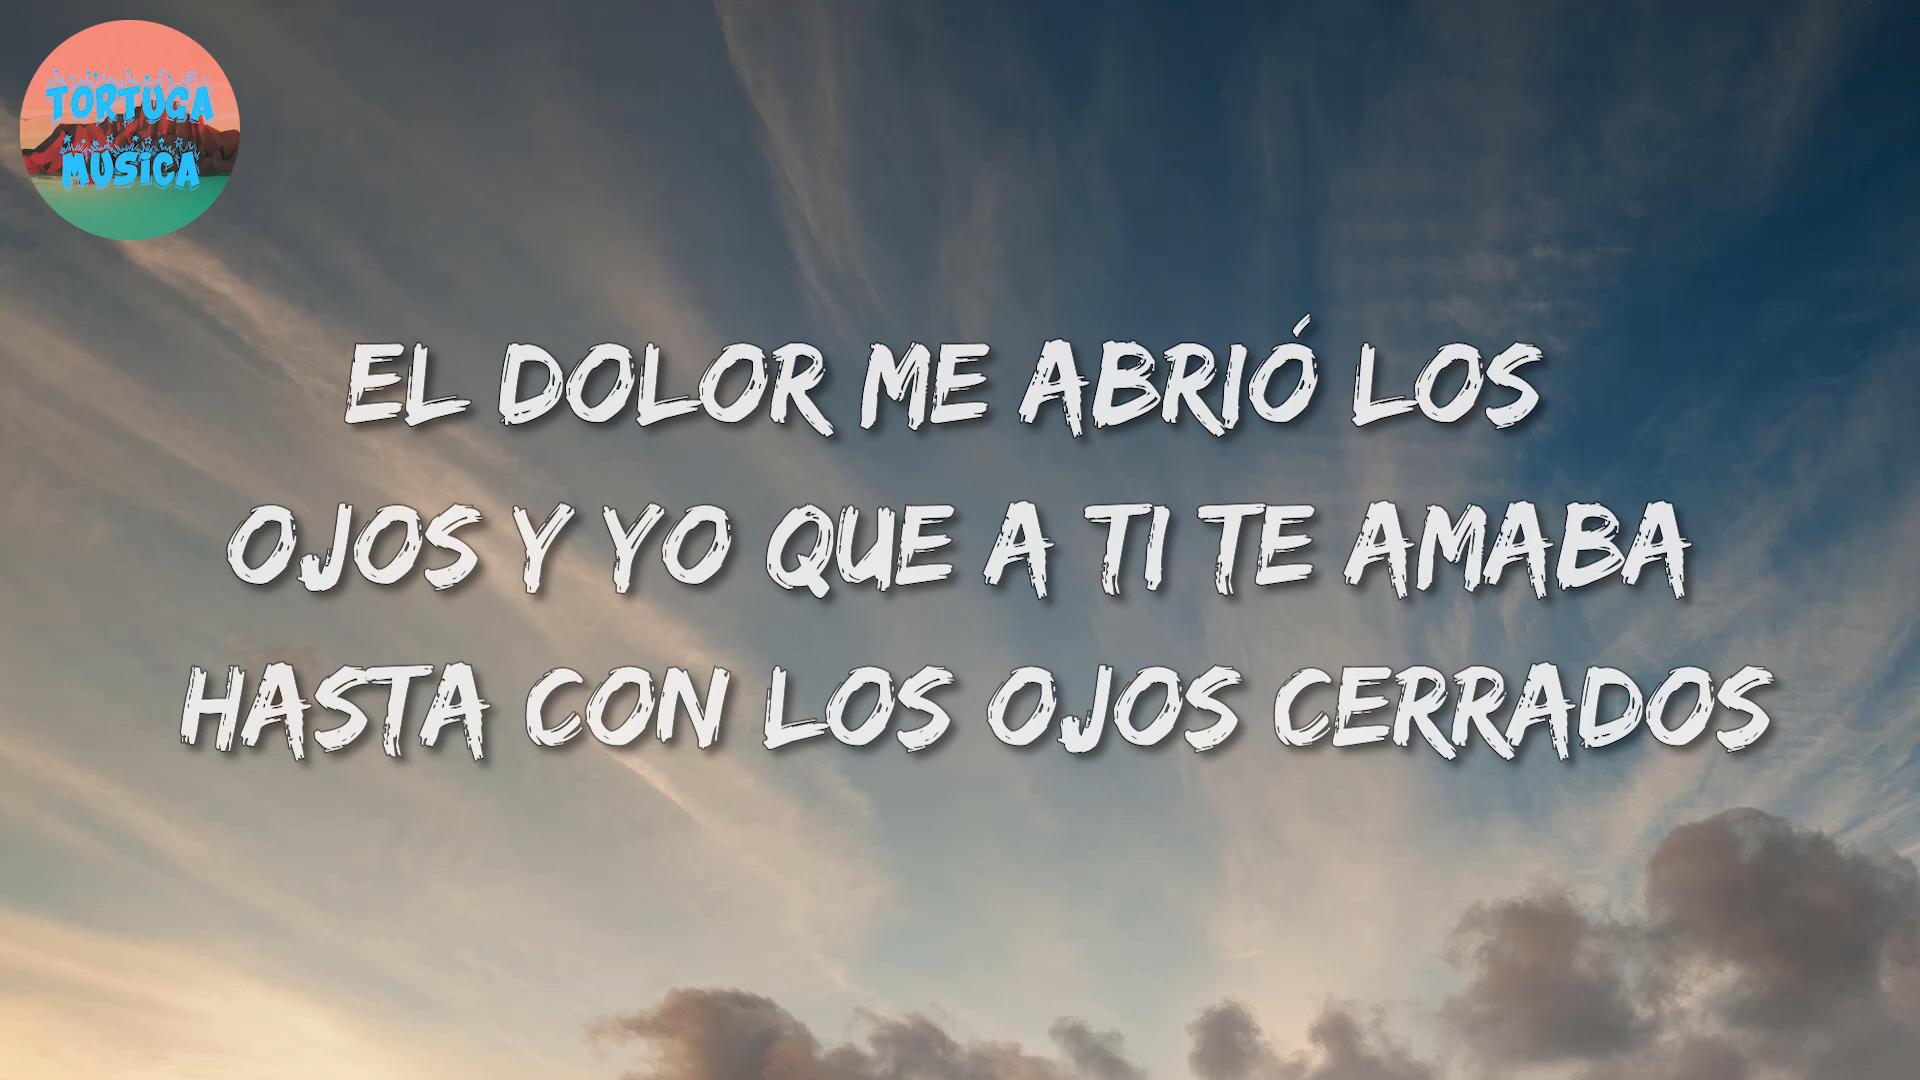 TORTUGA
MUSICA
EL DOLOR ME ABRIÓ LOS
OJOS Y YO QUE A TI TE AMABA
HASTA CON LOS OJOS CERRADOS